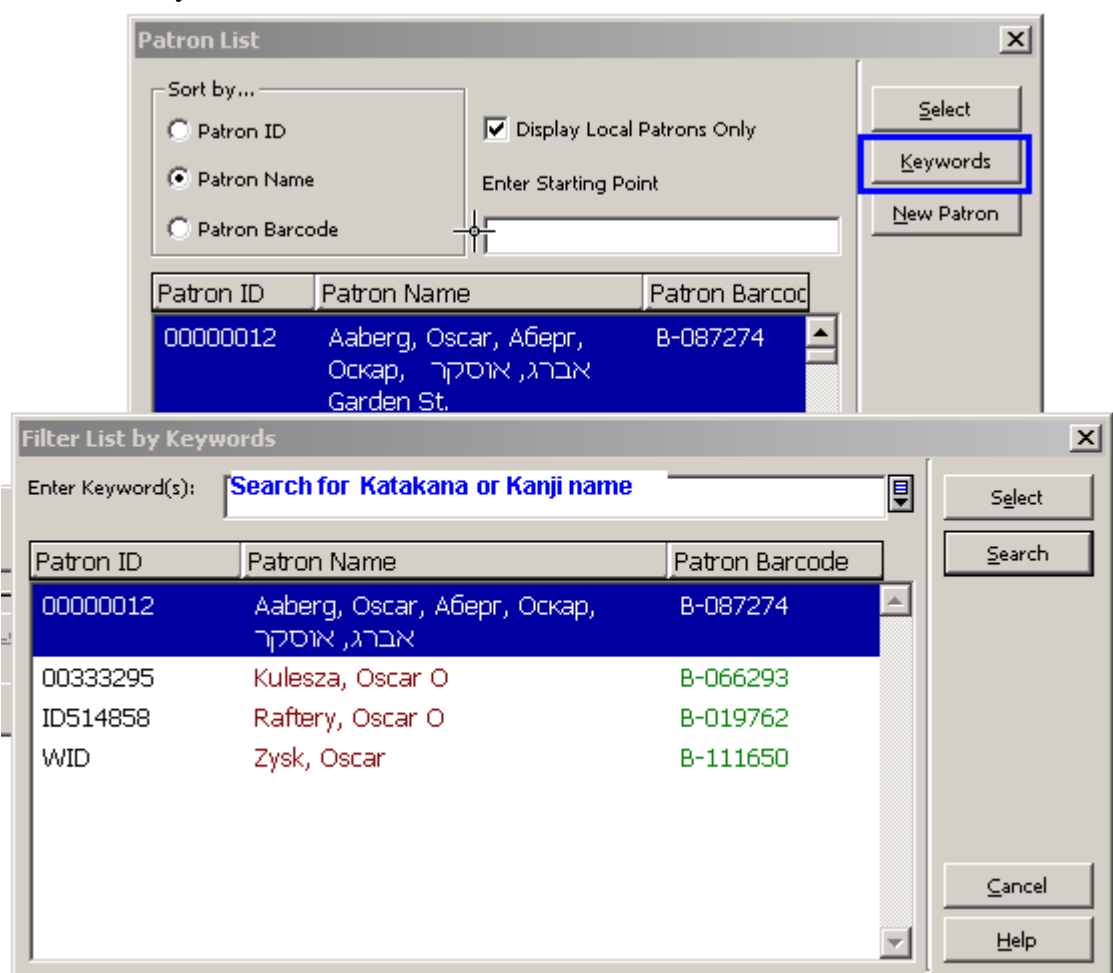 Patron List
Sort by...
Patron ID
Patron Name
Patron Barcode
Display Local Patrons Only
Enter Starting Point
Select
Keywords
New Patron
Patron ID Patron Name Patron Barcod
00000012 Aaberg, Oscar, Аберг, B-087274
Оскар, אברג, אוסקר
Garden St.
Filter List by Keywords
Enter Keyword(s): Search for Katakana or Kanji name
Select
Search
Patron ID Patron Name Patron Barcode
00000012 Aaberg, Oscar, Аберг, Оскар, B-087274
אברג, אוסקר
00333295 Kulesza, Oscar O B-066293
ID514858 Raftery, Oscar O B-019762
WID Zysk, Oscar B-111650
Cancel
Help